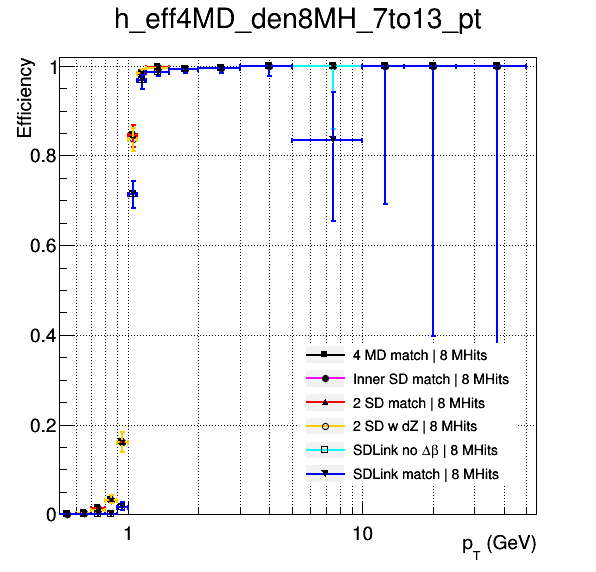 h_eff4MD_den8MH_7to13_pt
Efficiency
1
0.8
0.6
0.4
0.2
0
4 MD match | 8 MHits
Inner SD match | 8 MHits
2 SD match | 8 MHits
2 SD w dZ | 8 MHits
SDLink no Δβ | 8 MHits
SDLink match | 8 MHits
1 10
p_T (GeV)